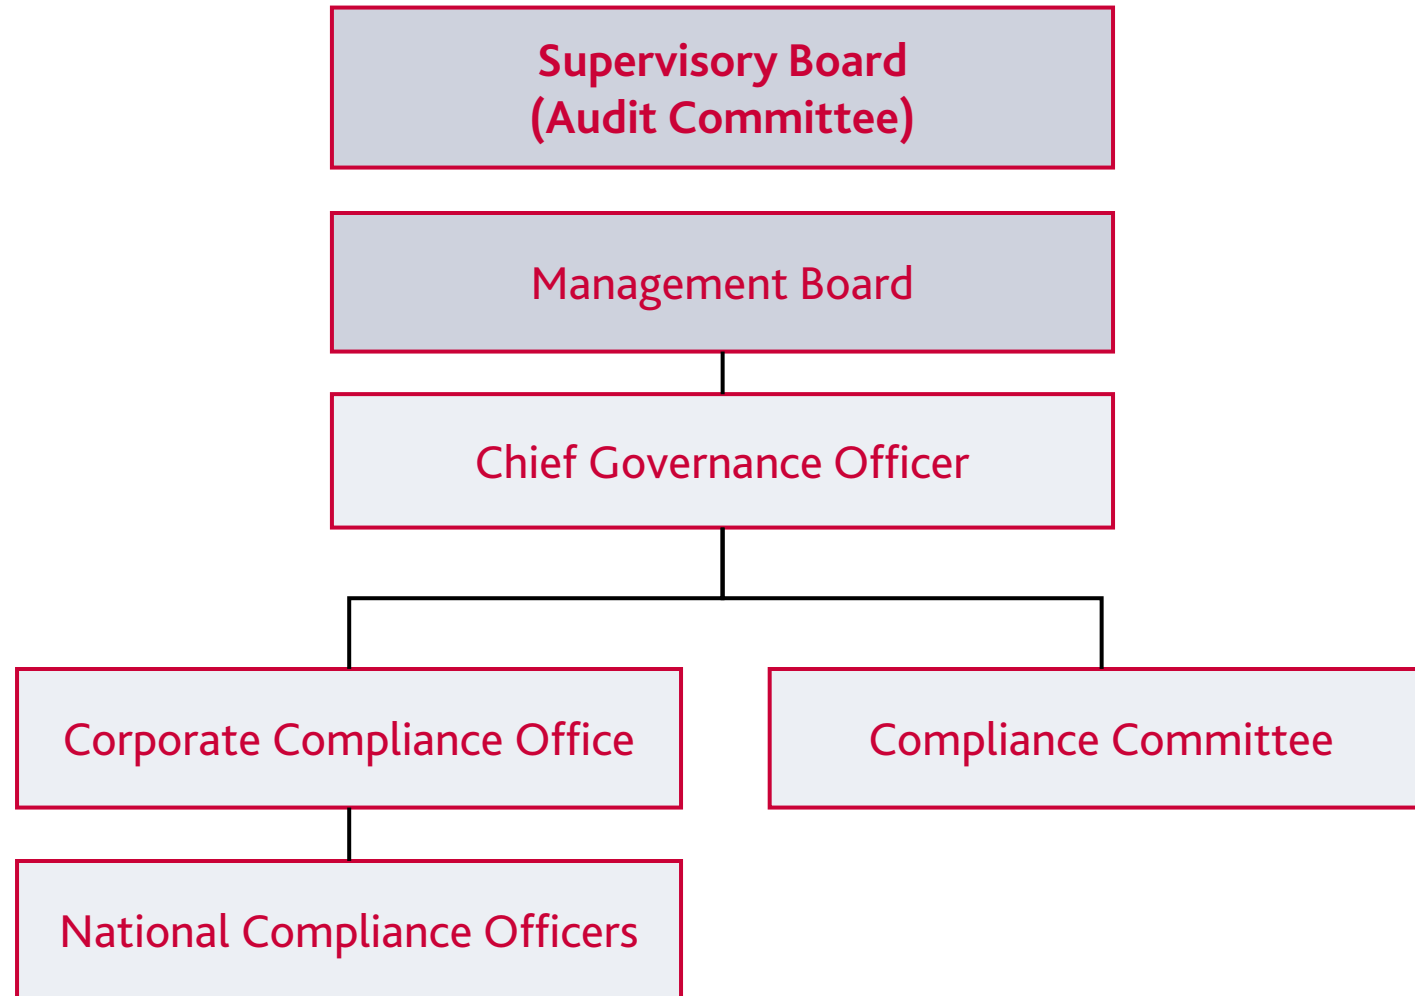 Supervisory Board
(Audit Committee)
Management Board
Chief Governance Officer
Corporate Compliance Office
Compliance Committee
National Compliance Officers